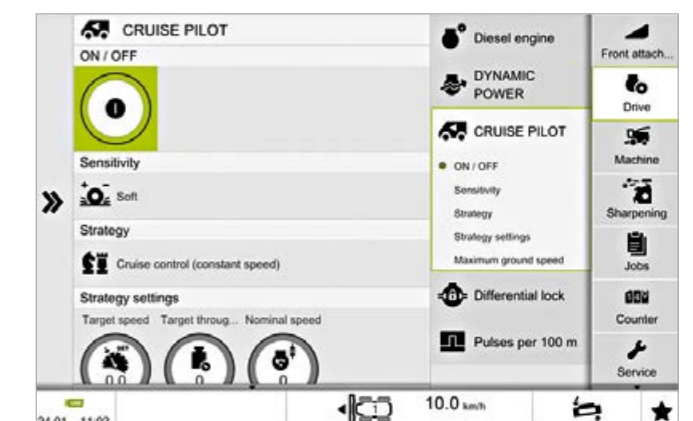 CRUISE PILOT
ON / OFF
Sensitivity
Soft
Strategy
Cruise control (constant speed)
Strategy settings
Target speed Target throug... Nominal speed
SET
0.0 0 0
Diesel engine
DYNAMIC
POWER
CRUISE PILOT
ON / OFF
Sensitivity
Strategy
Strategy settings
Maximum ground speed
Differential lock
Pulses per 100 m
Front attach...
Drive
Machine
Sharpening
Jobs
Counter
Service
1
10.0 km/h